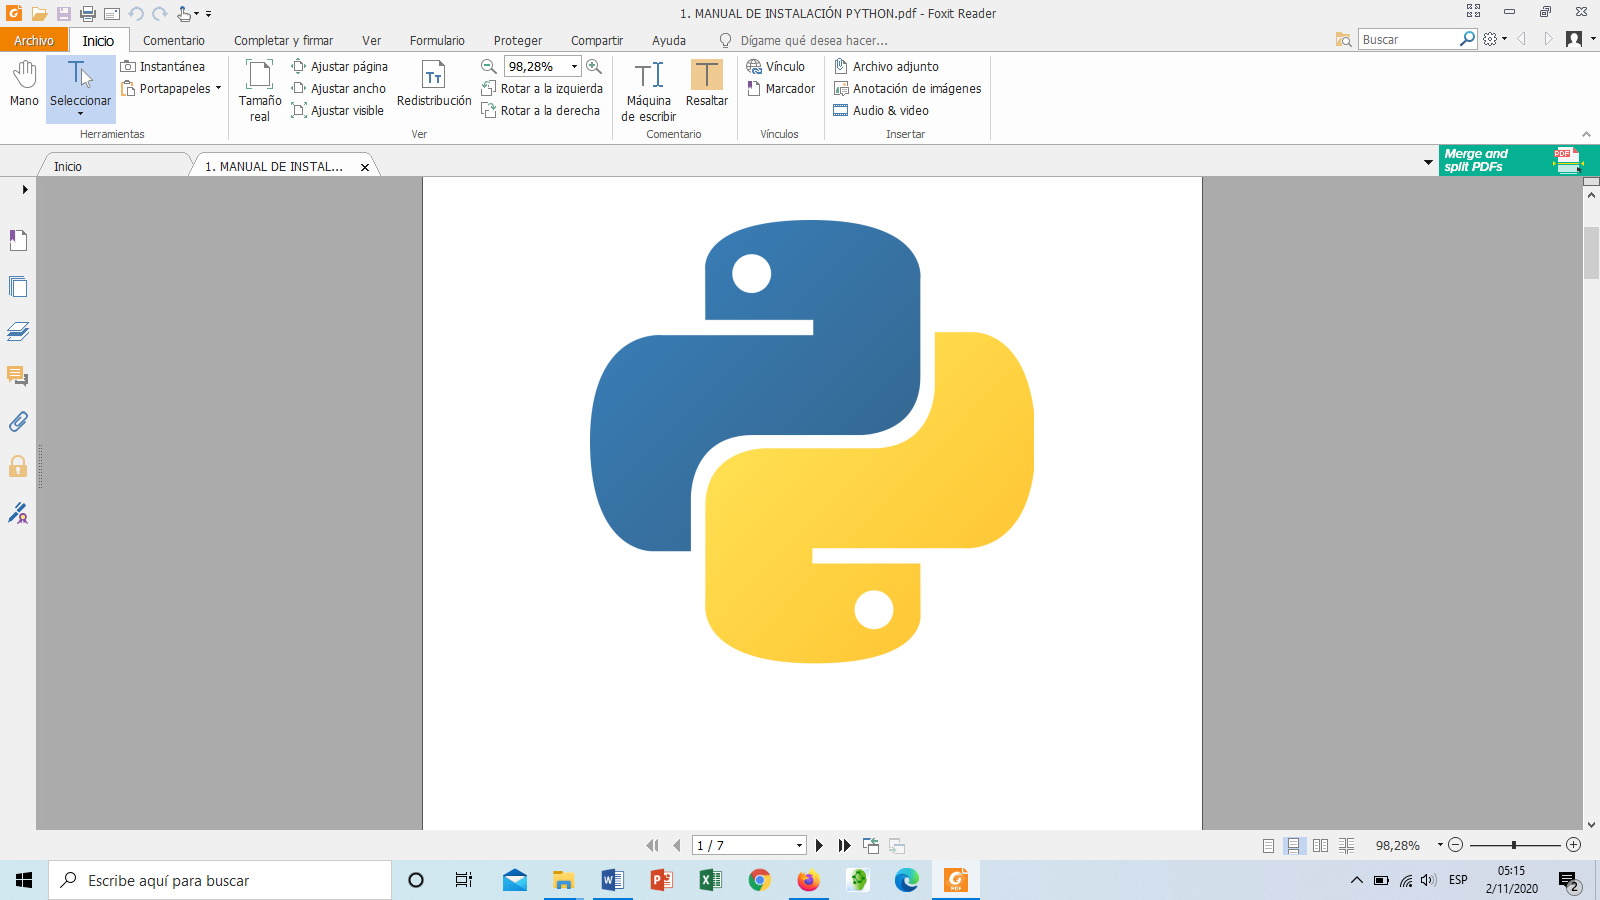 1. MANUAL DE INSTALACIÓN PYTHON.pdf - Foxit Reader
Archivo Inicio Comentario Completar y firmar Ver Formulario Proteger Compartir Ayuda Dígame qué desea hacer... Buscar
Mano
Seleccionar
Instantánea
Portapapeles
Herramientas
Tamaño
real
Ajustar página
Ajustar ancho
Ajustar visible
Redistribución
98,28%
Rotar a la izquierda
Rotar a la derecha
Ver
Máquina
de escribir
Resaltar
Comentario
Vínculo
Marcador
Vínculos
Archivo adjunto
Anotación de imágenes
Audio & video
Insertar
Inicio
1. MANUAL DE INSTAL...
Merge and
split PDFs
PDF
1 / 7
98,28%
Escribe aquí para buscar
ESP
05:15
2/11/2020
2